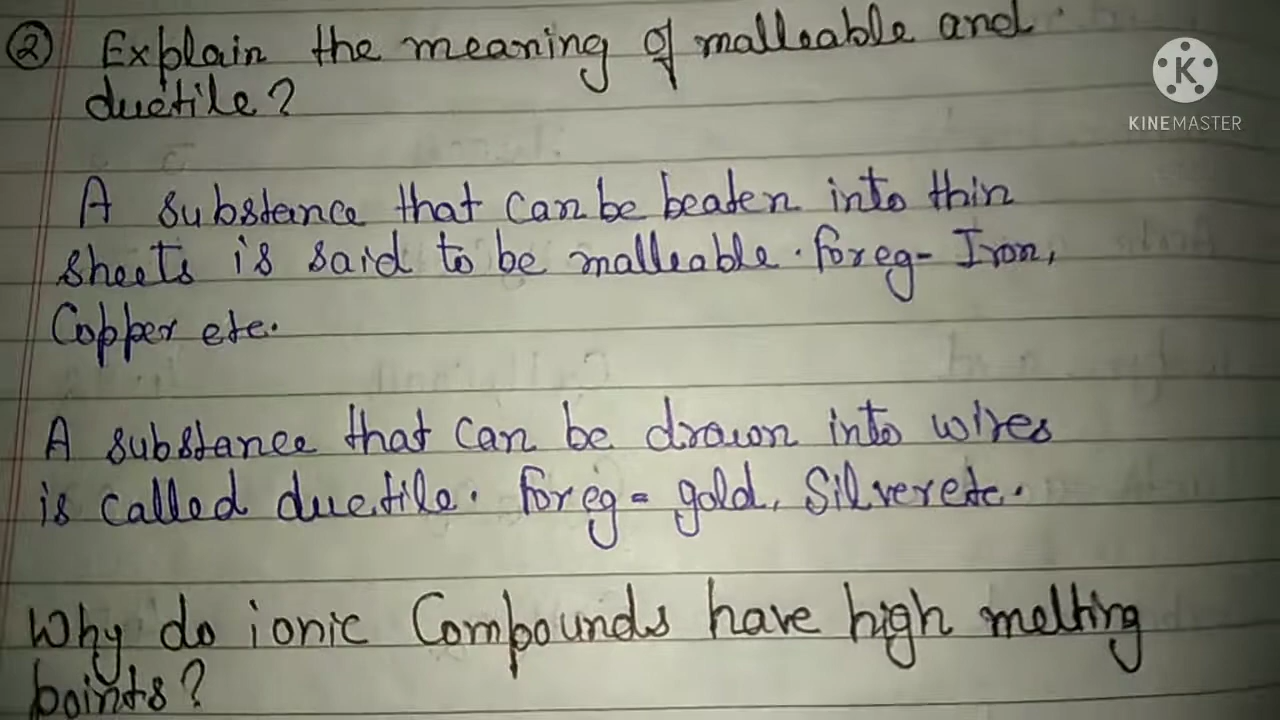 ② Explain the meaning of malleable and
ductile?
K
KINEMASTER
A substance that can be beaten into thin
sheets is said to be malleable. for eg- Iron,
Copper etc.
A substance that can be drawn into wires
is called ductile. for eg = gold, Silver etc.
Why do ionic Compounds have high melting
points?